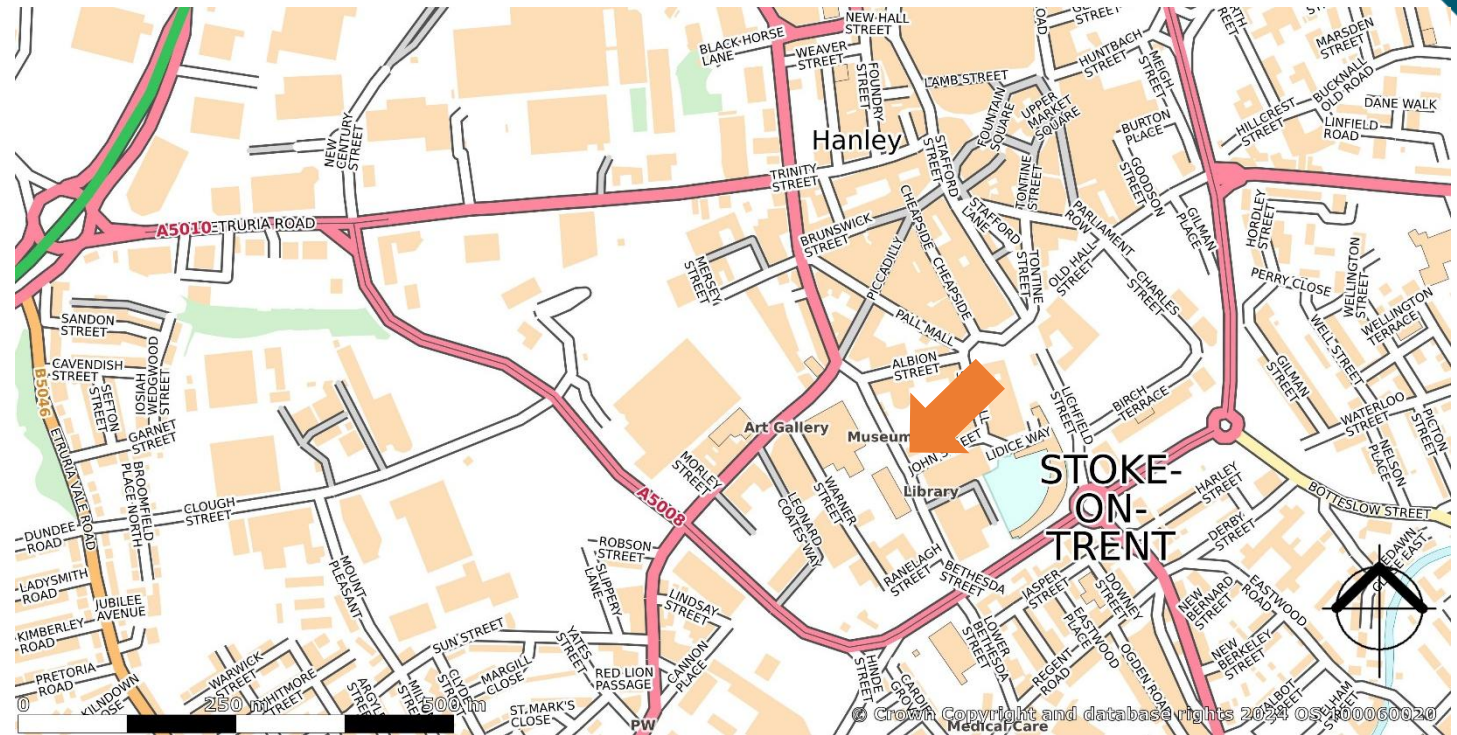 NEW HALL
STREET
BLACK HORSE
LANE
WEAVER
STREET
FOUNDRY
STREET
LAMB STREET
HUNTBACH
STREET
MEIGH
STREET
MARSDEN
STREET
BUCKNALL
OLD ROAD
HILLCREST
STREET
DANE WALK
LINFIELD
ROAD
NEW
CENTURY
STREET
Hanley
FOUNTAIN
SQUARE
UPPER
MARKET
SQUARE
BURTON
PLACE
STAFFORD
STREET
TRINITY
STREET
TONTINE
STREET
GOODSON
STREET
A5010
ETRURIA ROAD
BRUNSWICK
STREET
CHEAPSIDE
CHEAPSIDE
STAFFORD
LANE
PARLIAMENT
ROW
GILMAN
PLACE
HORDLEY
STREET
MERSEY
STREET
PICCADILLY
TONTINE
STREET
OLD HALL
STREET
CHARLES
STREET
PERRY CLOSE
WELLINGTON
STREET
WELLINGTON
TERRACE
SANDON
STREET
PALL MALL
WELL STREET
CAVENDISH
STREET
JOSIAH
WEDGWOOD
STREET
SEFTON
STREET
B5046
ALBION
STREET
LICHFIELD
STREET
BIRCH
TERRACE
GILMAN
STREET
WATERLOO
STREET
PICTON
STREET
GARNET
STREET
Art Gallery
Museum
JOHN STREET
LIDICE WAY
NELSON
PLACE
ETRURIA VALE ROAD
BROOMFIELD
PLACE NORTH
MORLEY
STREET
Library
STOKE-
ON-
TRENT
HARLEY
STREET
BOTTESLOW STREET
CLOUGH
STREET
A5008
LEONARD
COATES WAY
WARNER
STREET
DERBY
STREET
DUNDEE
ROAD
ROBSON
STREET
MOUNT
PLEASANT
SLIPPERY
LANE
RANELAGH
STREET
BETHESDA
STREET
JASPER
STREET
DOWNEY
STREET
EASTWOOD
ROAD
LADYSMITH
ROAD
JUBILEE
AVENUE
LINDSAY
STREET
EASTWOOD
PLACE
NEW
BERNARD
STREET
KIMBERLEY
ROAD
SUN STREET
YATES
STREET
CANNON
PLACE
LOWER
BETHESDA
STREET
REGENT
ROAD
OGDEN ROAD
NEW
BERKELEY
STREET
PRETORIA
ROAD
WARWICK
STREET
MARGILL
CLOSE
RED LION
PASSAGE
HINDE
STREET
TALBOT
STREET
ST.MARK'S
CLOSE
PW
Medical Care
0
250 m
500 m
© Crown Copyright and database rights 2024 OS 100060020